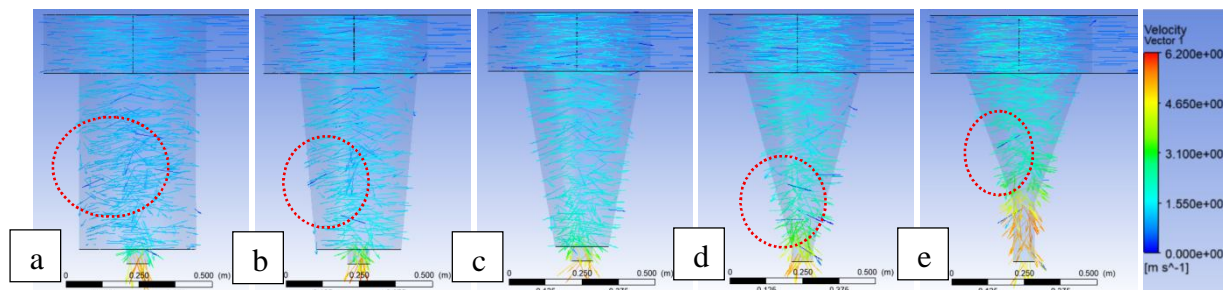 Velocity
Vector 1
6.200e+00
4.650e+00
3.100e+00
1.550e+00
0.000e+00
[m s^-1]
a
0 0.250 0.500 (m)
b
0 0.250 0.500 (m)
c
0 0.250 0.500 (m)
0.125 0.375
d
0 0.250 0.500 (m)
0.125 0.375
e
0 0.250 0.500 (m)
0.125 0.375